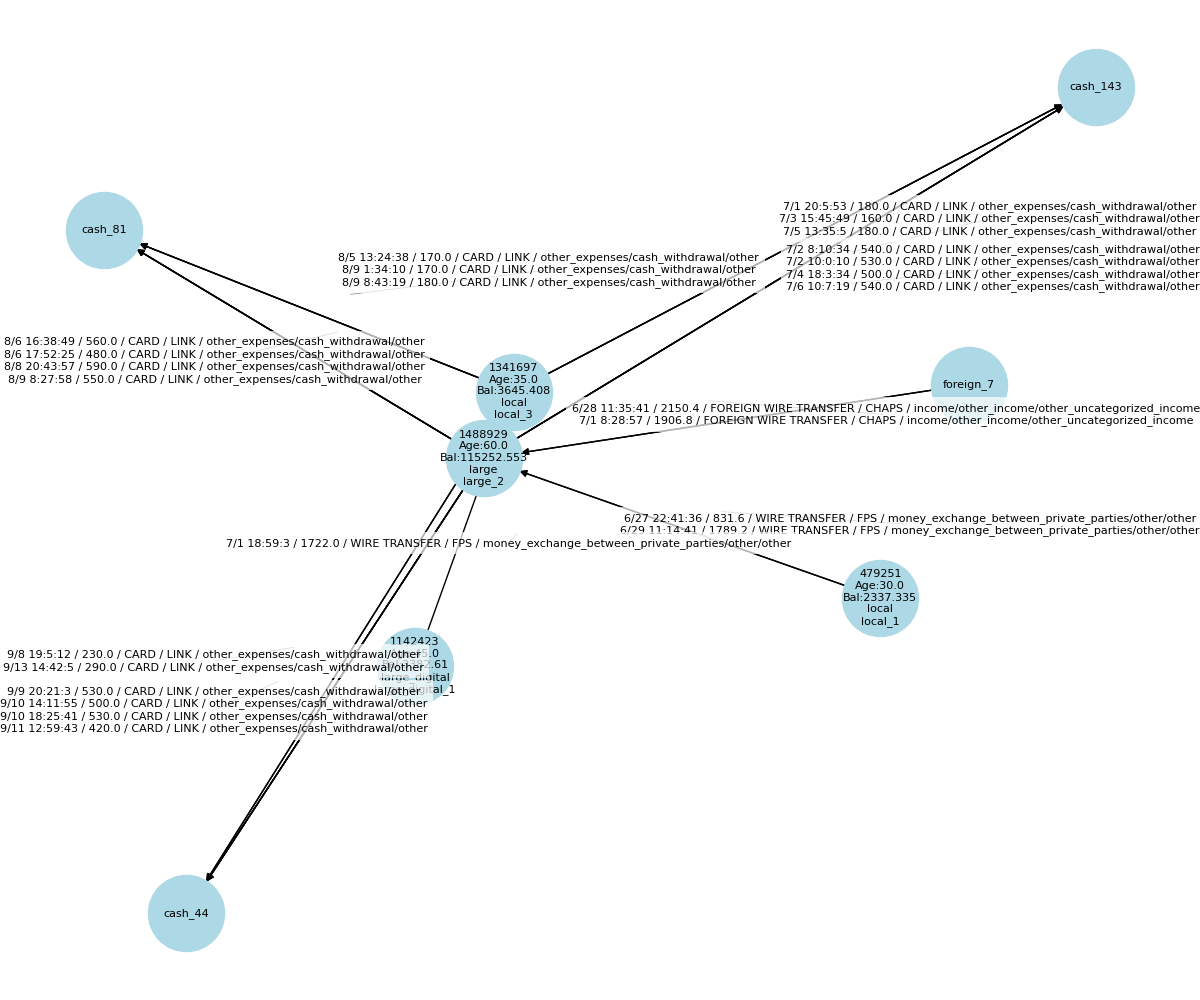 cash_143
7/1 20:5:53 / 180.0 / CARD / LINK / other_expenses/cash_withdrawal/other
7/3 15:45:49 / 160.0 / CARD / LINK / other_expenses/cash_withdrawal/other
7/5 13:35:5 / 180.0 / CARD / LINK / other_expenses/cash_withdrawal/other
cash_81
7/2 8:10:34 / 540.0 / CARD / LINK / other_expenses/cash_withdrawal/other
7/2 10:0:10 / 530.0 / CARD / LINK / other_expenses/cash_withdrawal/other
7/4 18:3:34 / 500.0 / CARD / LINK / other_expenses/cash_withdrawal/other
7/6 10:7:19 / 540.0 / CARD / LINK / other_expenses/cash_withdrawal/other
8/5 13:24:38 / 170.0 / CARD / LINK / other_expenses/cash_withdrawal/other
8/9 1:34:10 / 170.0 / CARD / LINK / other_expenses/cash_withdrawal/other
8/9 8:43:19 / 180.0 / CARD / LINK / other_expenses/cash_withdrawal/other
8/6 16:38:49 / 560.0 / CARD / LINK / other_expenses/cash_withdrawal/other
8/6 17:52:25 / 480.0 / CARD / LINK / other_expenses/cash_withdrawal/other
8/8 20:43:57 / 590.0 / CARD / LINK / other_expenses/cash_withdrawal/other
8/9 8:27:58 / 550.0 / CARD / LINK / other_expenses/cash_withdrawal/other
1341697
Age:35.0
Bal:3645.408
local
local_3
foreign_7
6/28 11:35:41 / 2150.4 / FOREIGN WIRE TRANSFER / CHAPS / income/other_income/other_uncategorized_income
7/1 8:28:57 / 1906.8 / FOREIGN WIRE TRANSFER / CHAPS / income/other_income/other_uncategorized_income
1488929
Age:60.0
Bal:115252.553
large
large_2
6/27 22:41:36 / 831.6 / WIRE TRANSFER / FPS / money_exchange_between_private_parties/other/other
6/29 11:14:41 / 1789.2 / WIRE TRANSFER / FPS / money_exchange_between_private_parties/other/other
7/1 18:59:3 / 1722.0 / WIRE TRANSFER / FPS / money_exchange_between_private_parties/other/other
479251
Age:30.0
Bal:2337.335
local
local_1
1142423
large_digital
9/8 19:5:12 / 230.0 / CARD / LINK / other_expenses/cash_withdrawal/other
9/13 14:42:5 / 290.0 / CARD / LINK / other_expenses/cash_withdrawal/other
9/9 20:21:3 / 530.0 / CARD / LINK / other_expenses/cash_withdrawal/other
9/10 14:11:55 / 500.0 / CARD / LINK / other_expenses/cash_withdrawal/other
9/10 18:25:41 / 530.0 / CARD / LINK / other_expenses/cash_withdrawal/other
9/11 12:59:43 / 420.0 / CARD / LINK / other_expenses/cash_withdrawal/other
cash_44